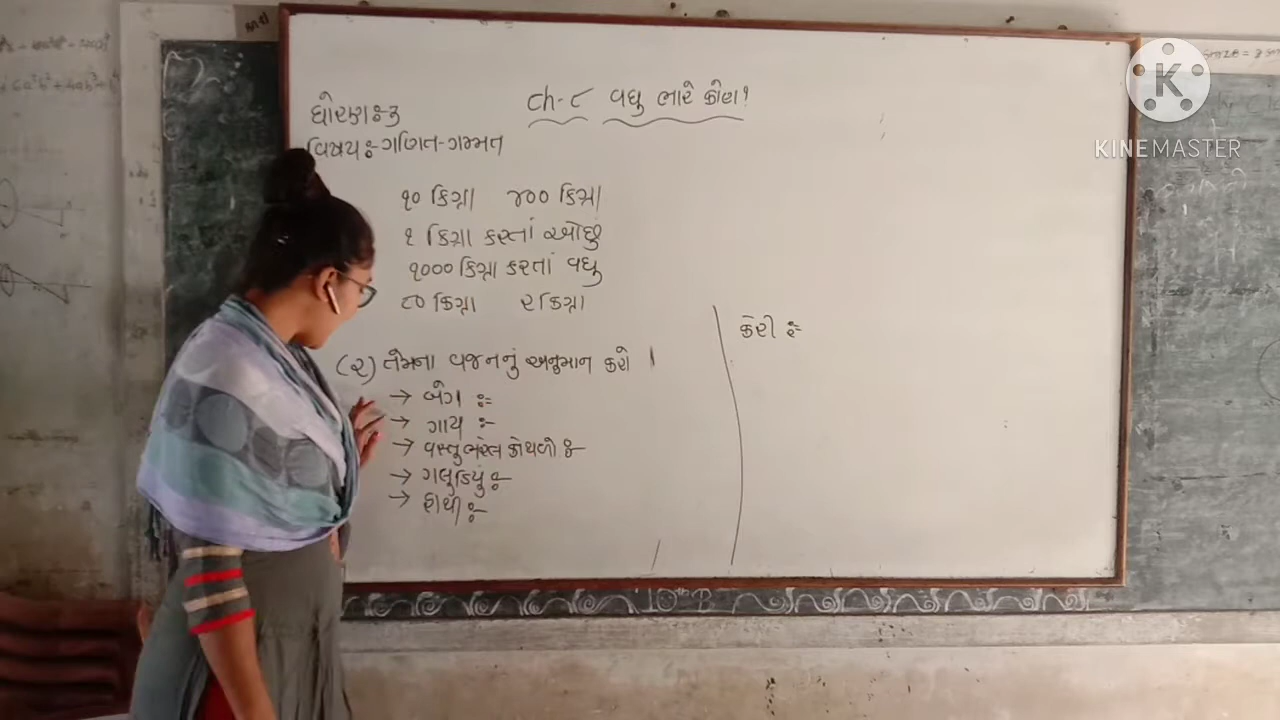 Ch-૮ વધુ ભારે કોણ?
ધોરણઃ-૩
વિષયઃ-ગણિત-ગમ્મત
૧૦ કિગ્રા ૪૦૦ કિગ્રા
૧ કિગ્રા કરતાં ઓછું
૧૦૦૦ કિગ્રા કરતાં વધુ
૮૦ કિગ્રા ૨ કિગ્રા
(૨) તેમના વજનનું અનુમાન કરો
→ બેગ ઃ-
→ ગાય ઃ-
→ વસ્તુ ભરેલ કોથળો ઃ-
→ ગલુડિયું ઃ-
→ હાથી ઃ-
કેરી ઃ-
10th B
KINEMASTER